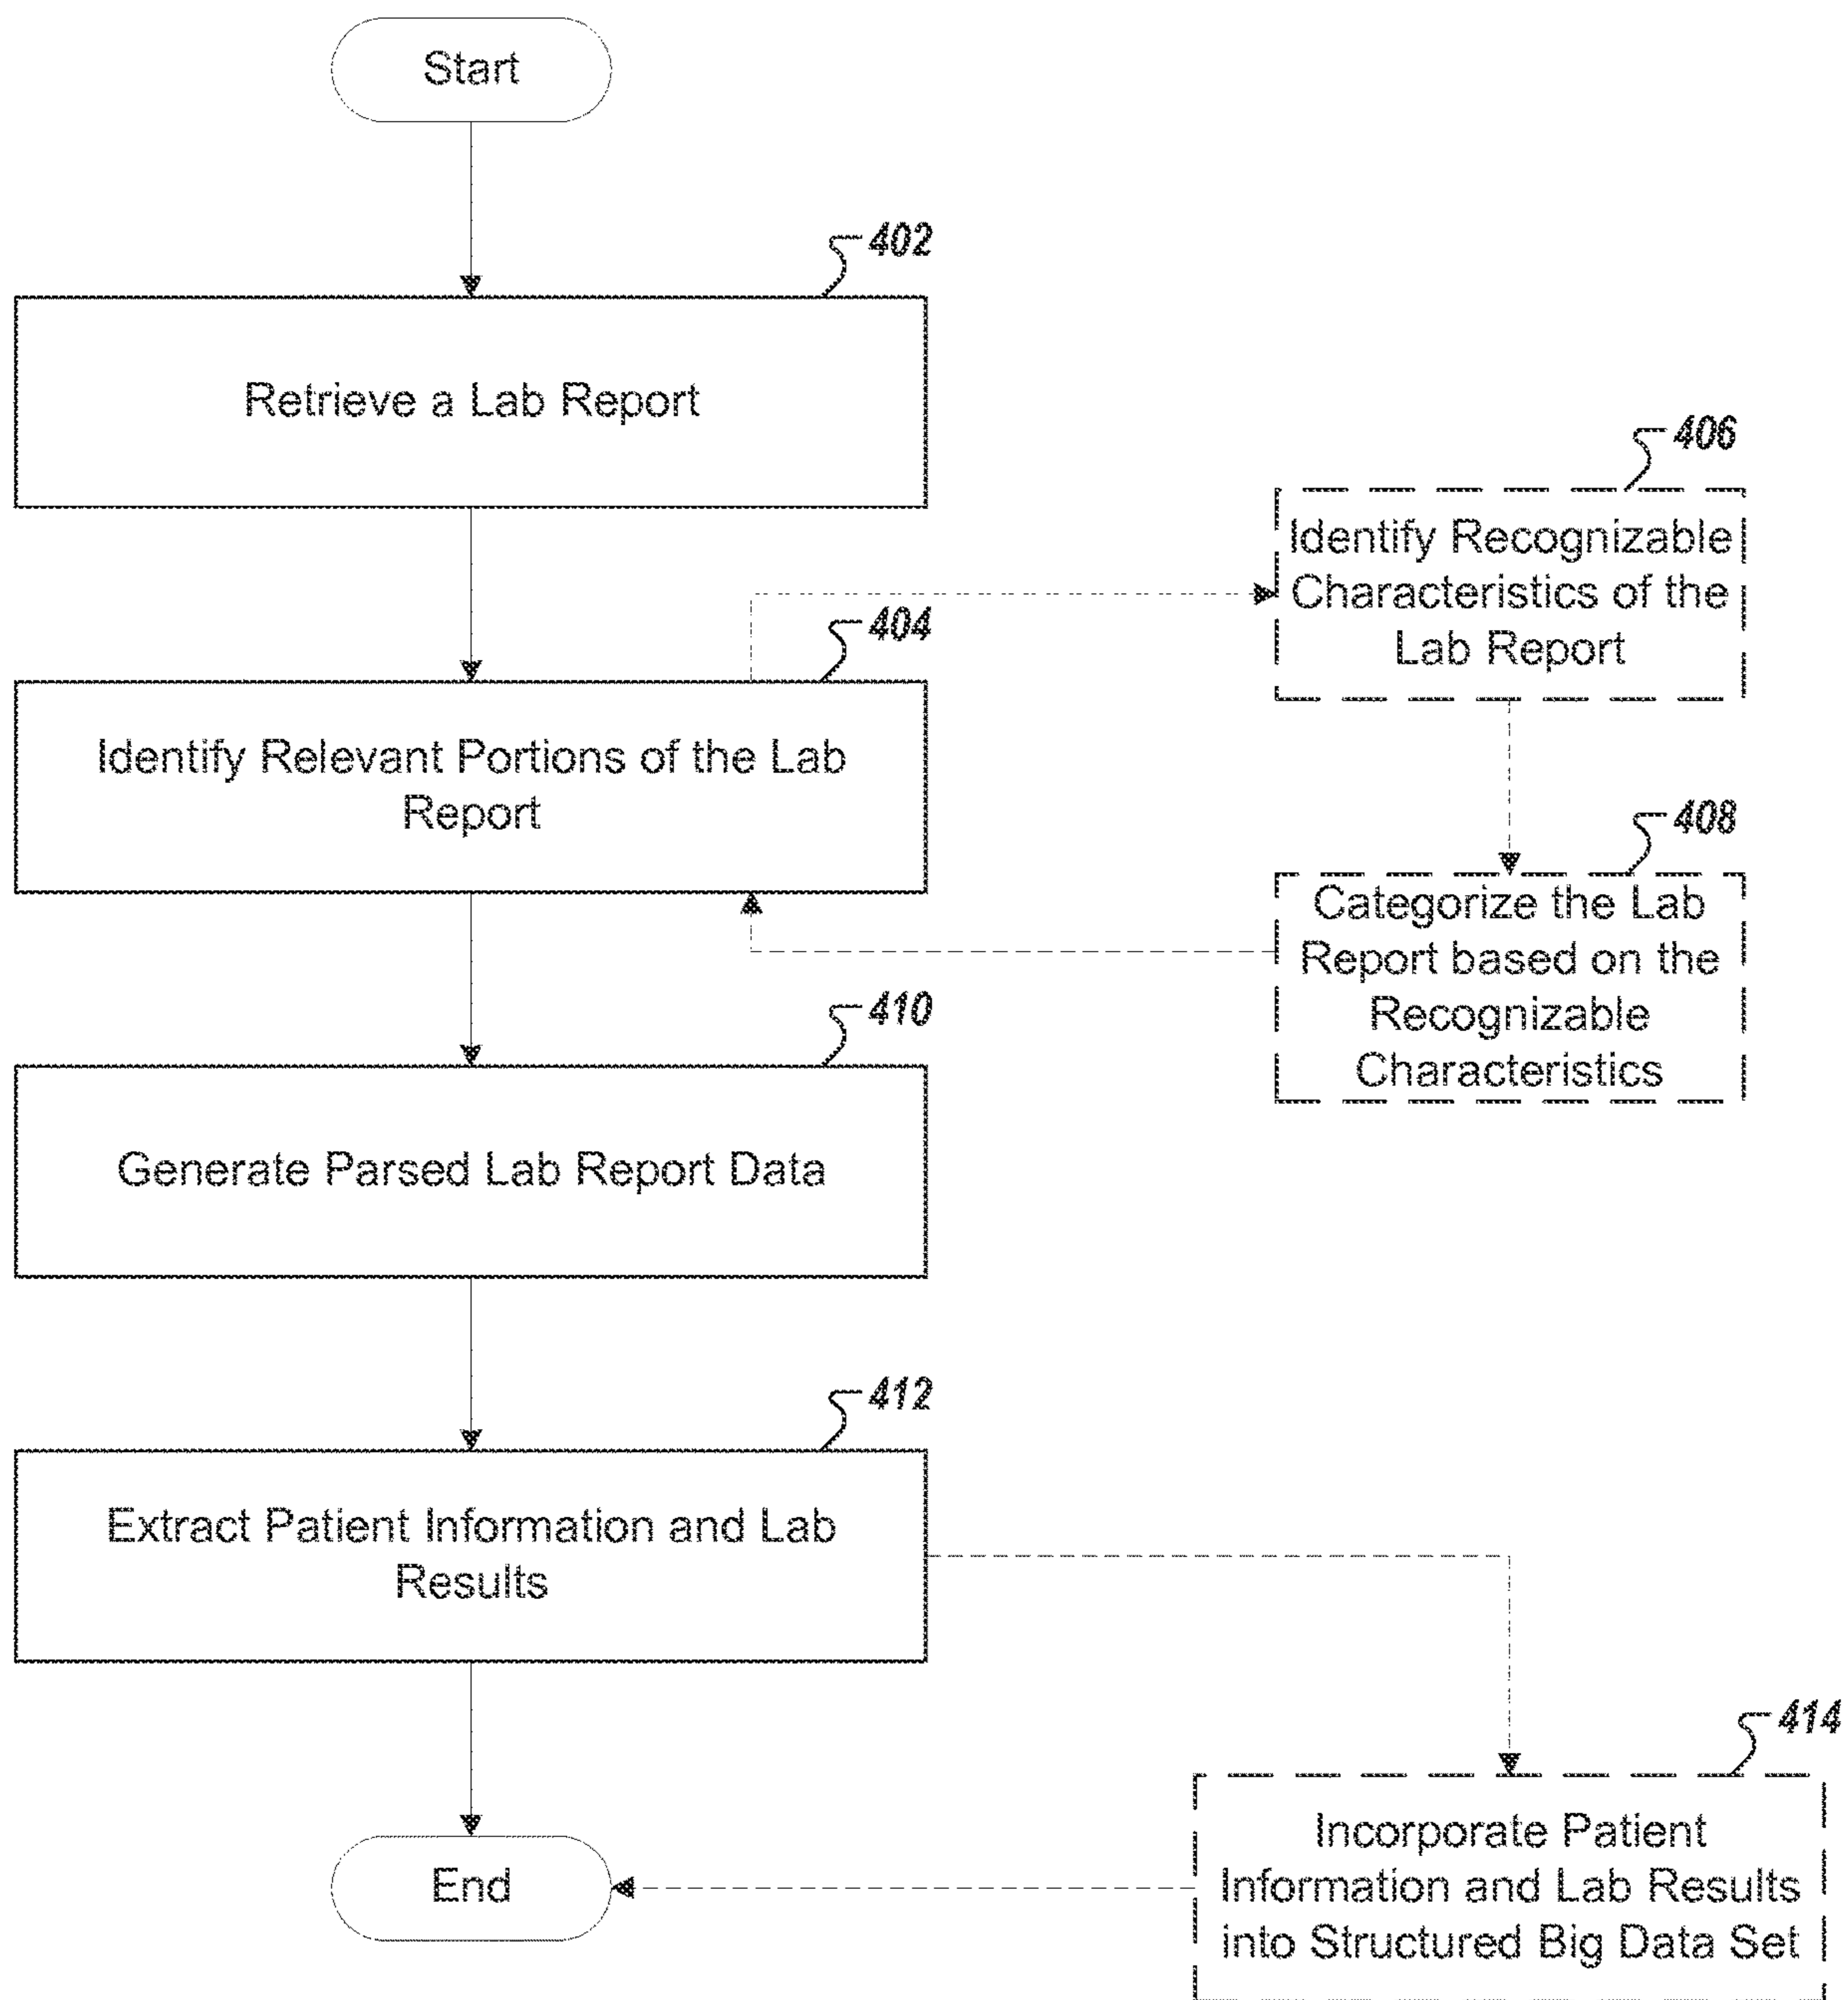 Start
402
Retrieve a Lab Report
406
Identify Recognizable
Characteristics of the
Lab Report
404
Identify Relevant Portions of the Lab
Report
408
Categorize the Lab
Report based on the
Recognizable
Characteristics
410
Generate Parsed Lab Report Data
412
Extract Patient Information and Lab
Results
414
Incorporate Patient
Information and Lab Results
into Structured Big Data Set
End